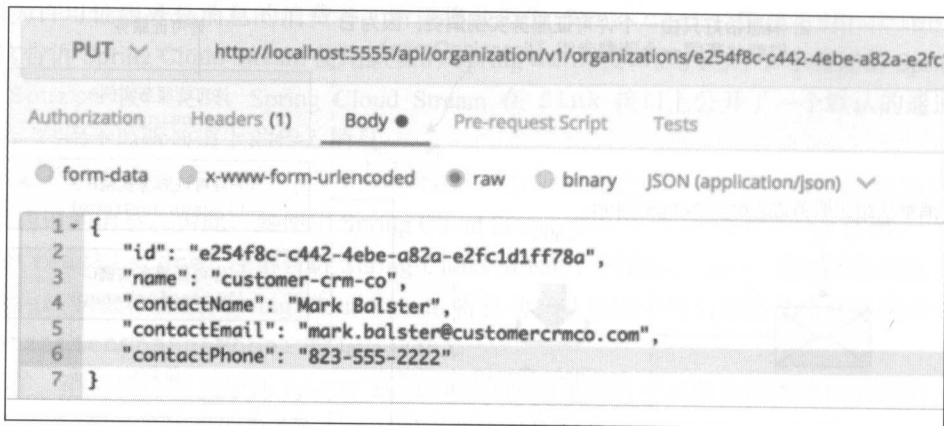 PUT http://localhost:5555/api/organization/v1/organizations/e254f8c-c442-4ebe-a82a-e2fc
Authorization Headers (1) Body Pre-request Script Tests
form-data x-www-form-urlencoded raw binary JSON (application/json)
1 {
2 "id": "e254f8c-c442-4ebe-a82a-e2fc1d1ff78a",
3 "name": "customer-crm-co",
4 "contactName": "Mark Balster",
5 "contactEmail": "mark.balster@customercrmco.com",
6 "contactPhone": "823-555-2222"
7 }